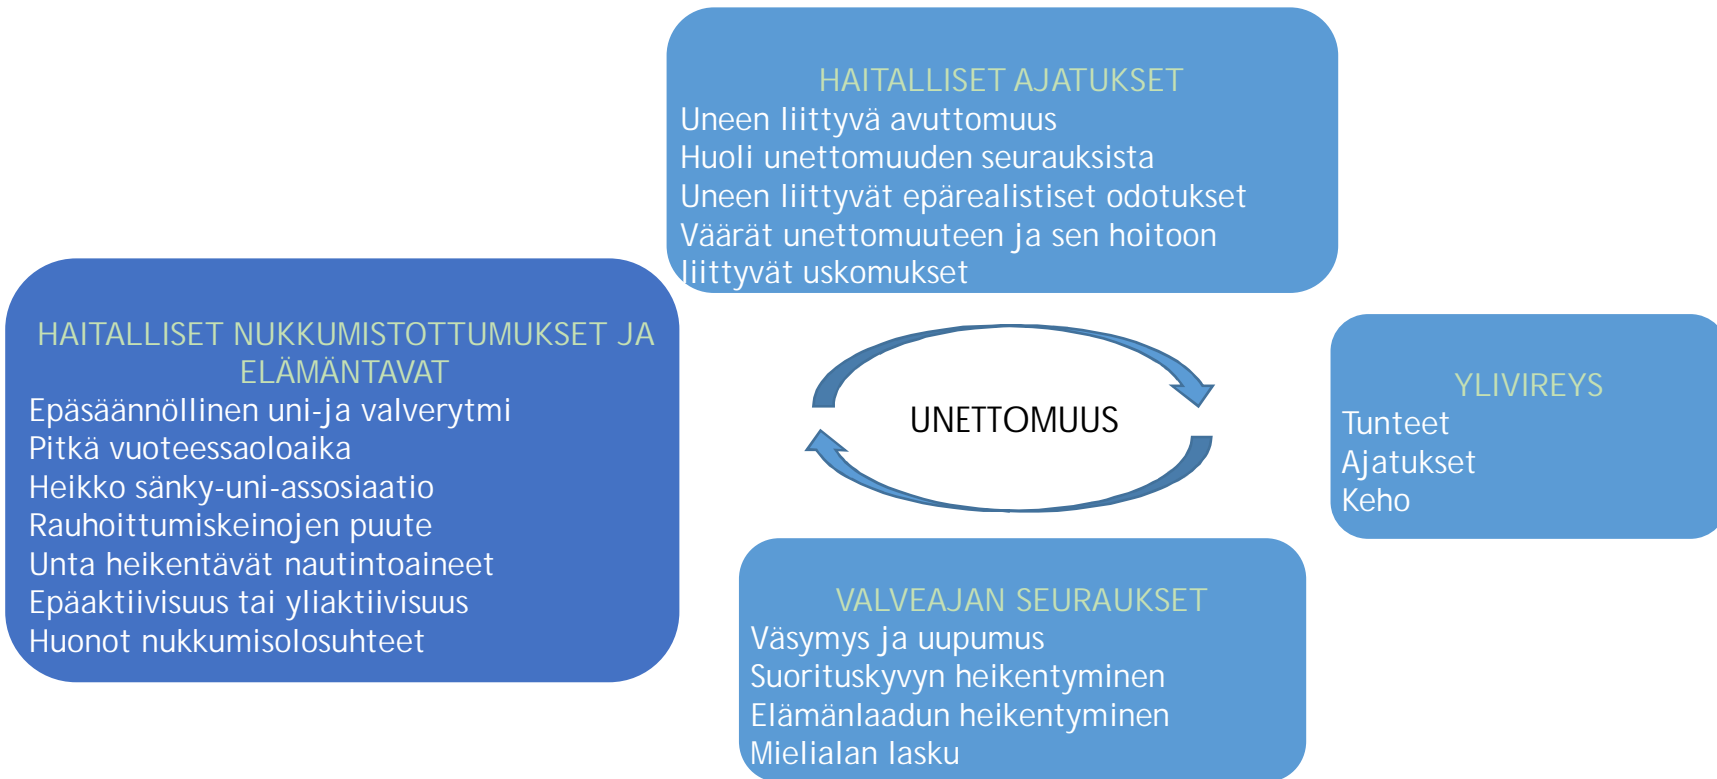 HAITALLISET AJATUKSET
Uneen liittyvä avuttomuus
Huoli unettomuuden seurauksista
Uneen liittyvät epärealistiset odotukset
Väärät unettomuuteen ja sen hoitoon
liittyvät uskomukset
HAITALLISET NUKKUMISTOTTUMUKSET JA
ELÄMÄNTAVAT
Epäsäännöllinen uni-ja valverytmi
Pitkä vuoteessaoloaika
Heikko sänky-uni-assosiaatio
Rauhoittumiskeinojen puute
Unta heikentävät nautintoaineet
Epäaktiivisuus tai yliaktiivisuus
Huonot nukkumisolosuhteet
UNETTOMUUS
YLIVIREYS
Tunteet
Ajatukset
Keho
VALVEAJAN SEURAUKSET
Väsymys ja uupumus
Suorituskyvyn heikentyminen
Elämänlaadun heikentyminen
Mielialan lasku